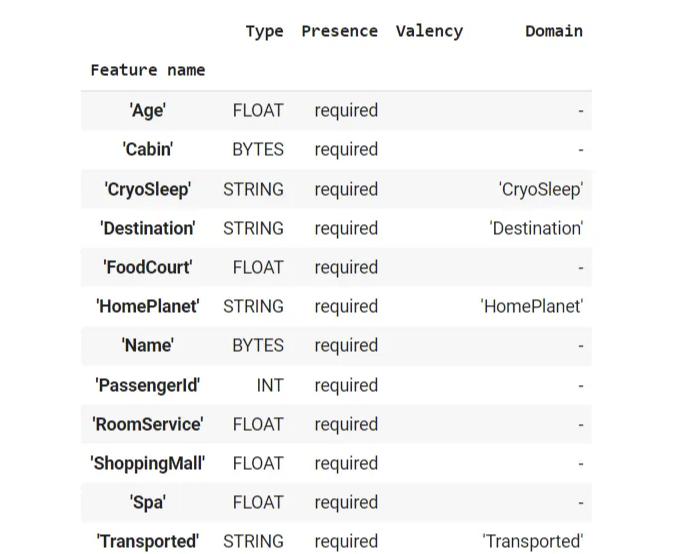 Type Presence Valency Domain
Feature name
'Age' FLOAT required -
'Cabin' BYTES required -
'CryoSleep' STRING required 'CryoSleep'
'Destination' STRING required 'Destination'
'FoodCourt' FLOAT required -
'HomePlanet' STRING required 'HomePlanet'
'Name' BYTES required -
'PassengerId' INT required -
'RoomService' FLOAT required -
'ShoppingMall' FLOAT required -
'Spa' FLOAT required -
'Transported' STRING required 'Transported'